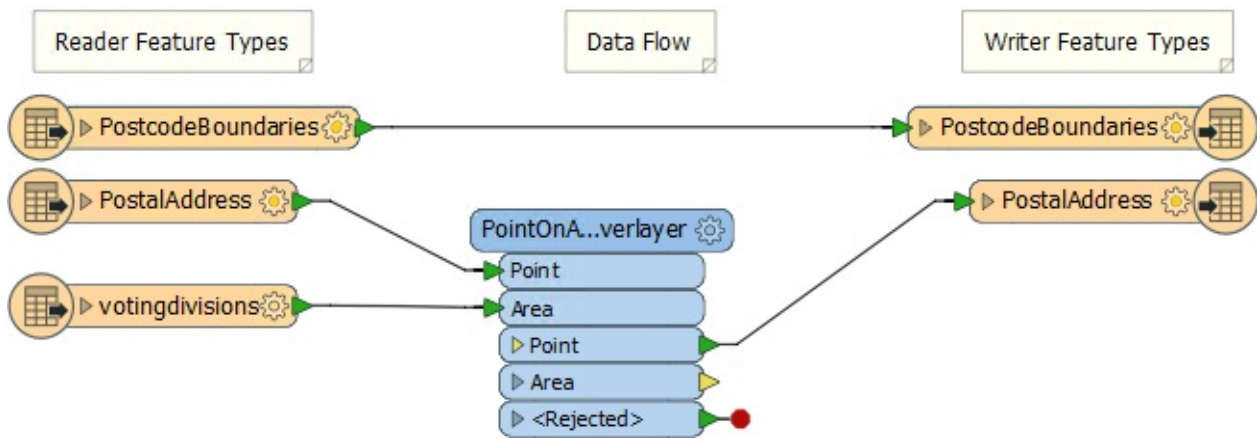 Reader Feature Types
Data Flow
Writer Feature Types
PostcodeBoundaries
PostcodeBoundaries
PostalAddress
PostalAddress
PointOnA...verlayer
Point
votingdivisions
Area
Point
Area
<Rejected>